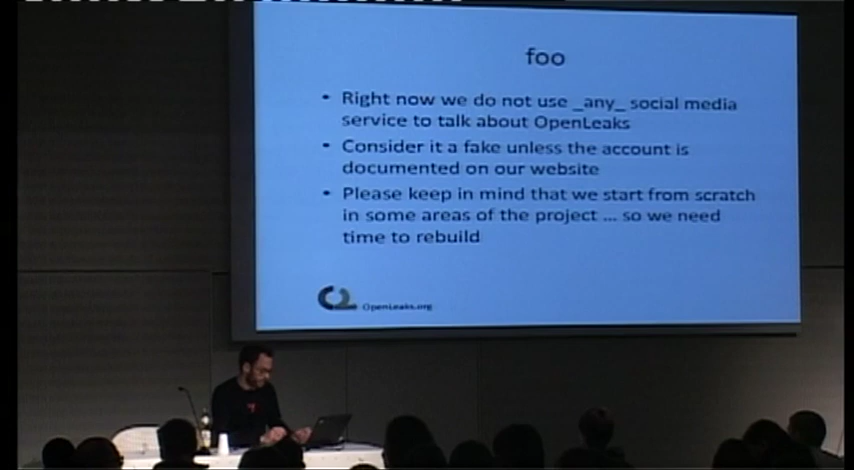 foo
• Right now we do not use _any_ social media
service to talk about OpenLeaks
• Consider it a fake unless the account is
documented on our website
• Please keep in mind that we start from scratch
in some areas of the project ... so we need
time to rebuild
OpenLeaks.org